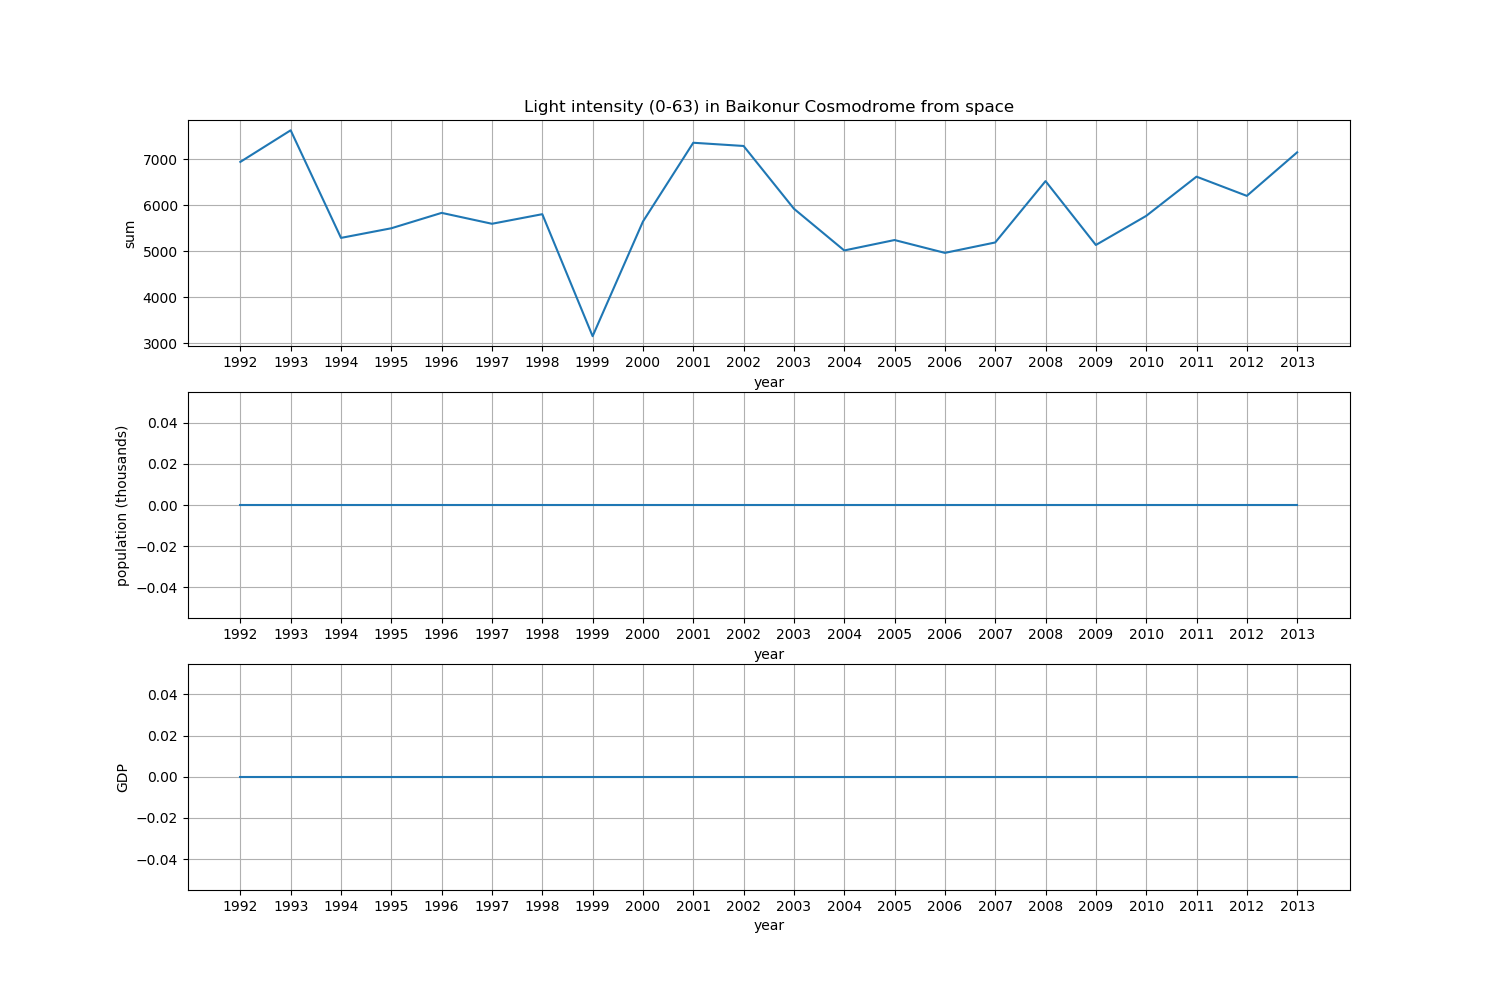 Light intensity (0-63) in Baikonur Cosmodrome from space
7000
6000
5000
4000
3000
sum
1992 1993 1994 1995 1996 1997 1998 1999 2000 2001 2002 2003 2004 2005 2006 2007 2008 2009 2010 2011 2012 2013
year
0.04
0.02
0.00
−0.02
−0.04
population (thousands)
1992 1993 1994 1995 1996 1997 1998 1999 2000 2001 2002 2003 2004 2005 2006 2007 2008 2009 2010 2011 2012 2013
year
0.04
0.02
0.00
−0.02
−0.04
GDP
1992 1993 1994 1995 1996 1997 1998 1999 2000 2001 2002 2003 2004 2005 2006 2007 2008 2009 2010 2011 2012 2013
year